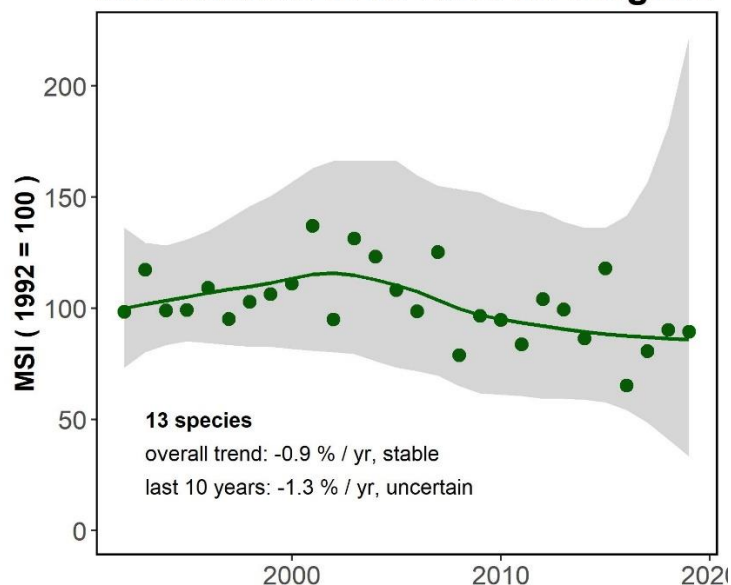 200
150
100
50
0
MSI ( 1992 = 100 )
13 species
overall trend: -0.9 % / yr, stable
last 10 years: -1.3 % / yr, uncertain
2000
2010